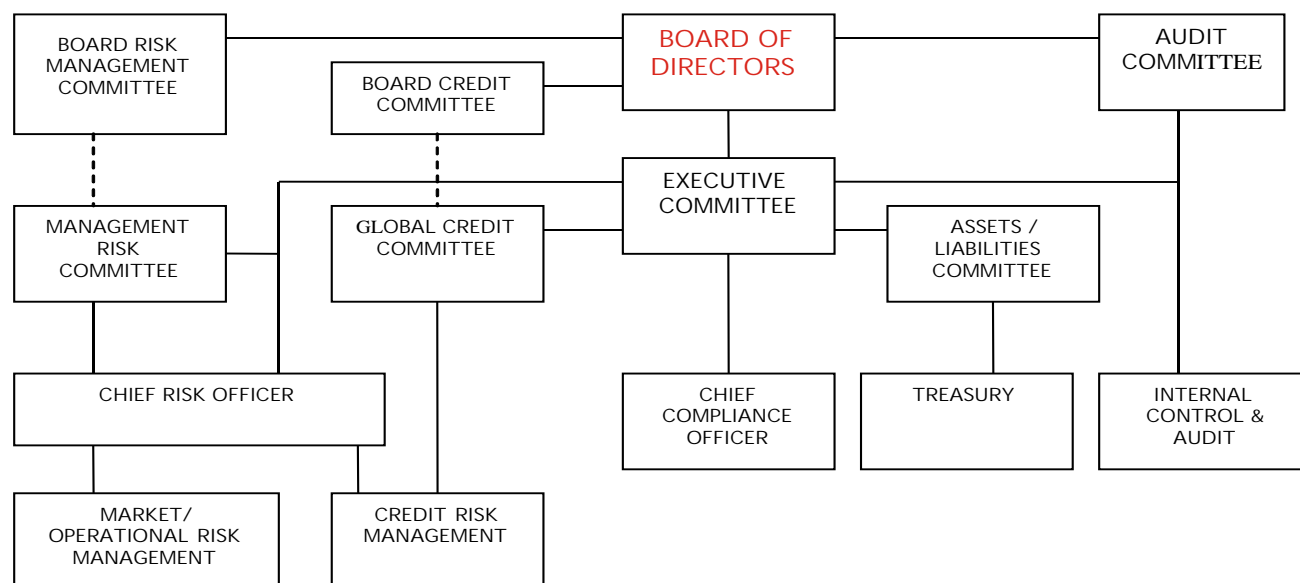 BOARD RISK
MANAGEMENT
COMMITTEE
BOARD CREDIT
COMMITTEE
BOARD OF
DIRECTORS
AUDIT
COMMITTEE
MANAGEMENT
RISK
COMMITTEE
GLOBAL CREDIT
COMMITTEE
EXECUTIVE
COMMITTEE
ASSETS /
LIABILITIES
COMMITTEE
CHIEF RISK OFFICER
CHIEF
COMPLIANCE
OFFICER
TREASURY
INTERNAL
CONTROL &
AUDIT
MARKET/
OPERATIONAL RISK
MANAGEMENT
CREDIT RISK
MANAGEMENT